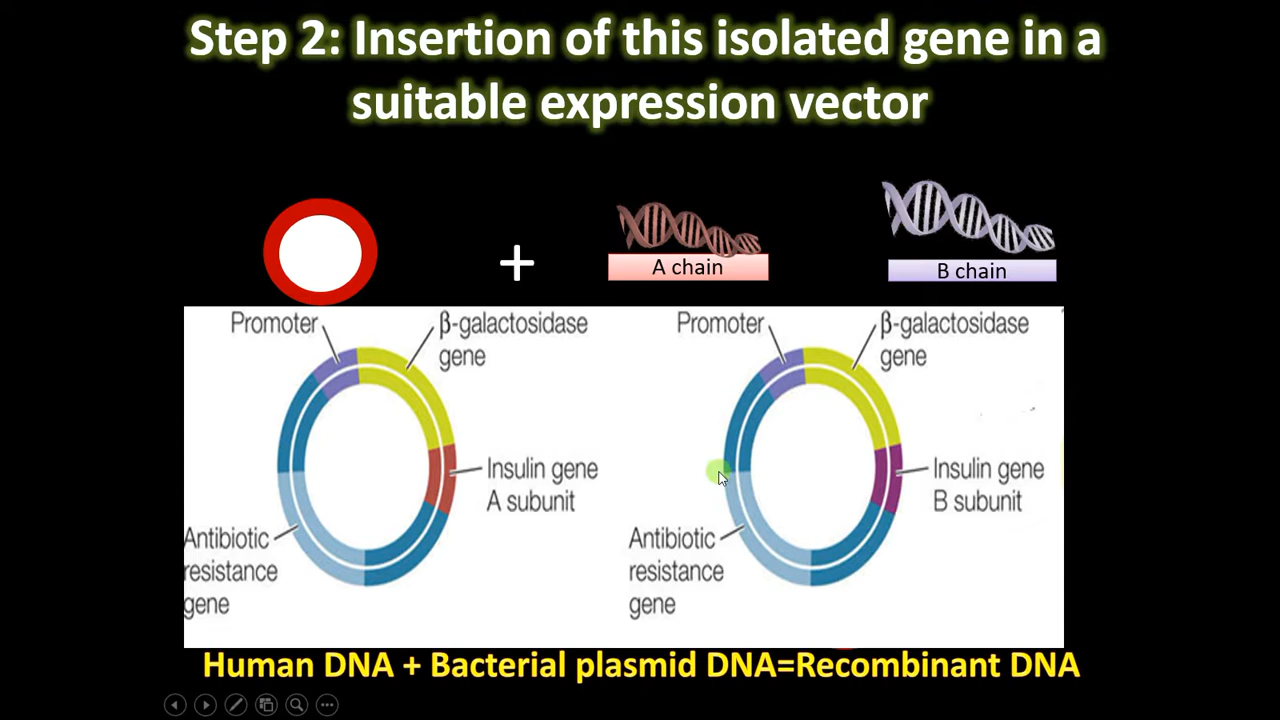 Step 2: Insertion of this isolated gene in a
suitable expression vector
+
A chain
B chain
Promoter
β-galactosidase
gene
Insulin gene
A subunit
Antibiotic
resistance
gene
Promoter
β-galactosidase
gene
Insulin gene
B subunit
Antibiotic
resistance
gene
Human DNA + Bacterial plasmid DNA=Recombinant DNA